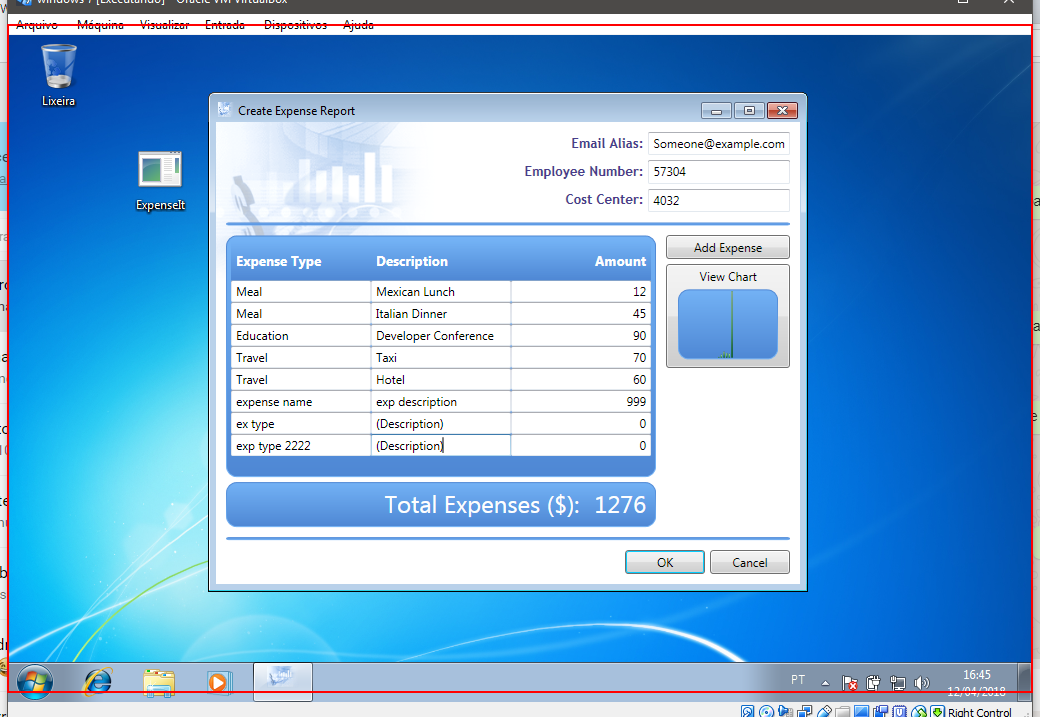 windows 7 [Executando] - Oracle VM VirtualBox
Arquivo Máquina Visualizar Entrada Dispositivos Ajuda
Lixeira
ExpenseIt
Create Expense Report
Email Alias: Someone@example.com
Employee Number: 57304
Cost Center: 4032
Expense Type Description Amount
Meal Mexican Lunch 12
Meal Italian Dinner 45
Education Developer Conference 90
Travel Taxi 70
Travel Hotel 60
expense name exp description 999
ex type (Description) 0
exp type 2222 (Description) 0
Add Expense
View Chart
Total Expenses ($): 1276
OK Cancel
PT
16:45
12/04/2018
Right Control